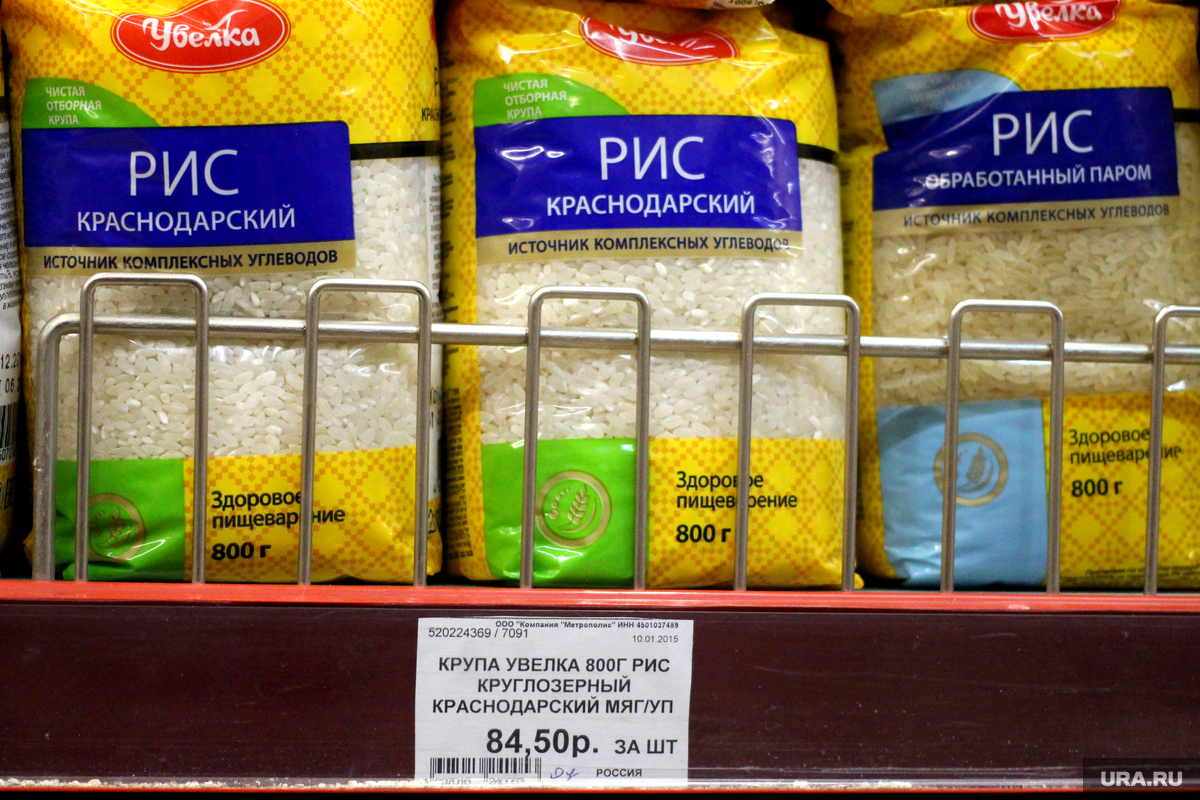 Увелка
ЧИСТАЯ
ОТБОРНАЯ
КРУПА
РИС
КРАСНОДАРСКИЙ
ИСТОЧНИК КОМПЛЕКСНЫХ УГЛЕВОДОВ
Здоровое
пищеварение
800 г
Увелка
ЧИСТАЯ
ОТБОРНАЯ
КРУПА
РИС
КРАСНОДАРСКИЙ
ИСТОЧНИК КОМПЛЕКСНЫХ УГЛЕВОДОВ
Здоровое
пищеварение
800 г
Увелка
РИС
ОБРАБОТАННЫЙ ПАРОМ
ИСТОЧНИК КОМПЛЕКСНЫХ УГЛЕВОДОВ
Здоровое
пищеварение
800 г
ООО "Компания "Метрополис" ИНН 4501037489
520224369 / 7091
10.01.2015
КРУПА УВЕЛКА 800Г РИС
КРУГЛОЗЕРНЫЙ
КРАСНОДАРСКИЙ МЯГ/УП
84,50р. ЗА ШТ
РОССИЯ
URA.RU